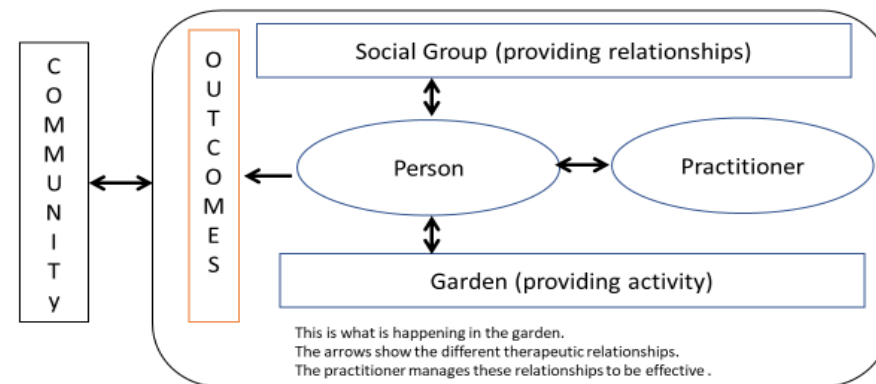 COMMUNITy
OUTCOMES
Social Group (providing relationships)
Person
Practitioner
Garden (providing activity)
This is what is happening in the garden.
The arrows show the different therapeutic relationships.
The practitioner manages these relationships to be effective .